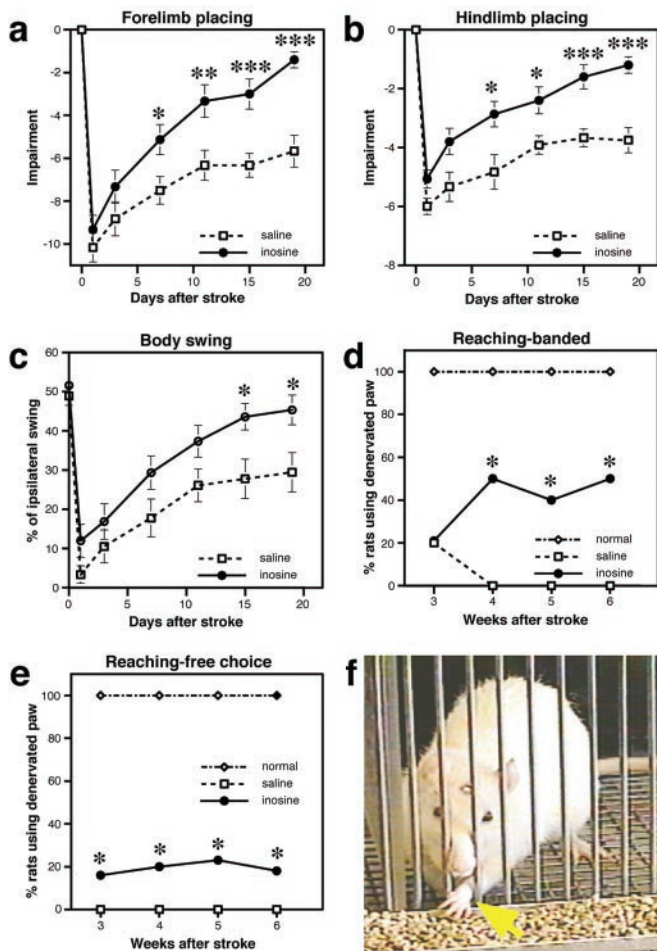 a
Forelimb placing
***
***
**
*
0
-2
-4
-6
-8
-10
Impairment
saline
inosine
0 5 10 15 20
Days after stroke
b
Hindlimb placing
***
***
*
*
0
-2
-4
-6
-8
Impairment
saline
inosine
0 5 10 15 20
Days after stroke
c
Body swing
* *
60
50
40
30
20
10
0
% of ipsilateral swing
saline
inosine
0 5 10 15 20
Days after stroke
d
Reaching-banded
100
80
60
40
20
0
% rats using denervated paw
* * *
normal
saline
inosine
3 4 5 6
Weeks after stroke
e
Reaching-free choice
100
80
60
40
20
0
% rats using denervated paw
normal
saline
inosine
* * * *
3 4 5 6
Weeks after stroke
f